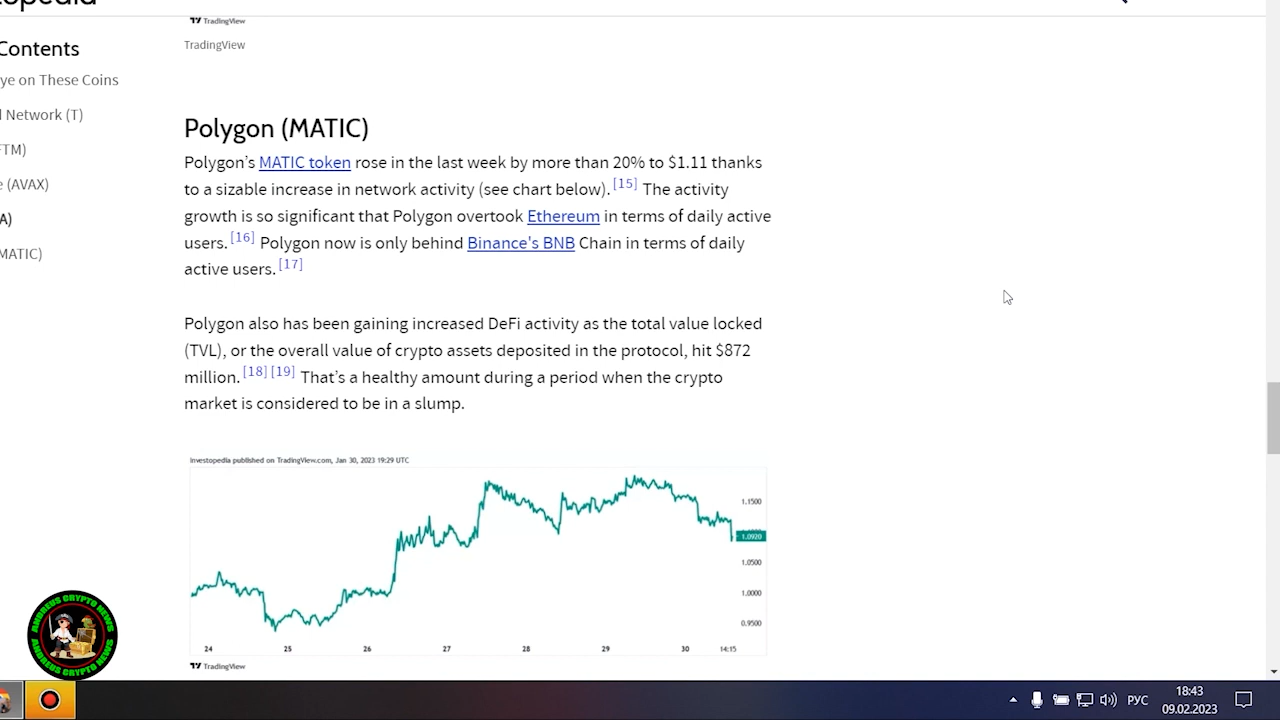 topedia
TradingView
TradingView
Contents
ye on These Coins
l Network (T)
FTM)
e (AVAX)
A)
MATIC)
Polygon (MATIC)
Polygon's MATIC token rose in the last week by more than 20% to $1.11 thanks
to a sizable increase in network activity (see chart below). [15] The activity
growth is so significant that Polygon overtook Ethereum in terms of daily active
users. [16] Polygon now is only behind Binance's BNB Chain in terms of daily
active users. [17]
Polygon also has been gaining increased DeFi activity as the total value locked
(TVL), or the overall value of crypto assets deposited in the protocol, hit $872
million. [18] [19] That's a healthy amount during a period when the crypto
market is considered to be in a slump.
Investopedia published on TradingView.com, Jan 30, 2023 19:29 UTC
1.1500
1.0920
1.0500
1.0000
0.9500
24 25 26 27 28 29 30 14:15
TradingView
ANDREUS CRYPTO NEWS
ANDREUS CRYPTO NEWS
РУС
18:43
09.02.2023